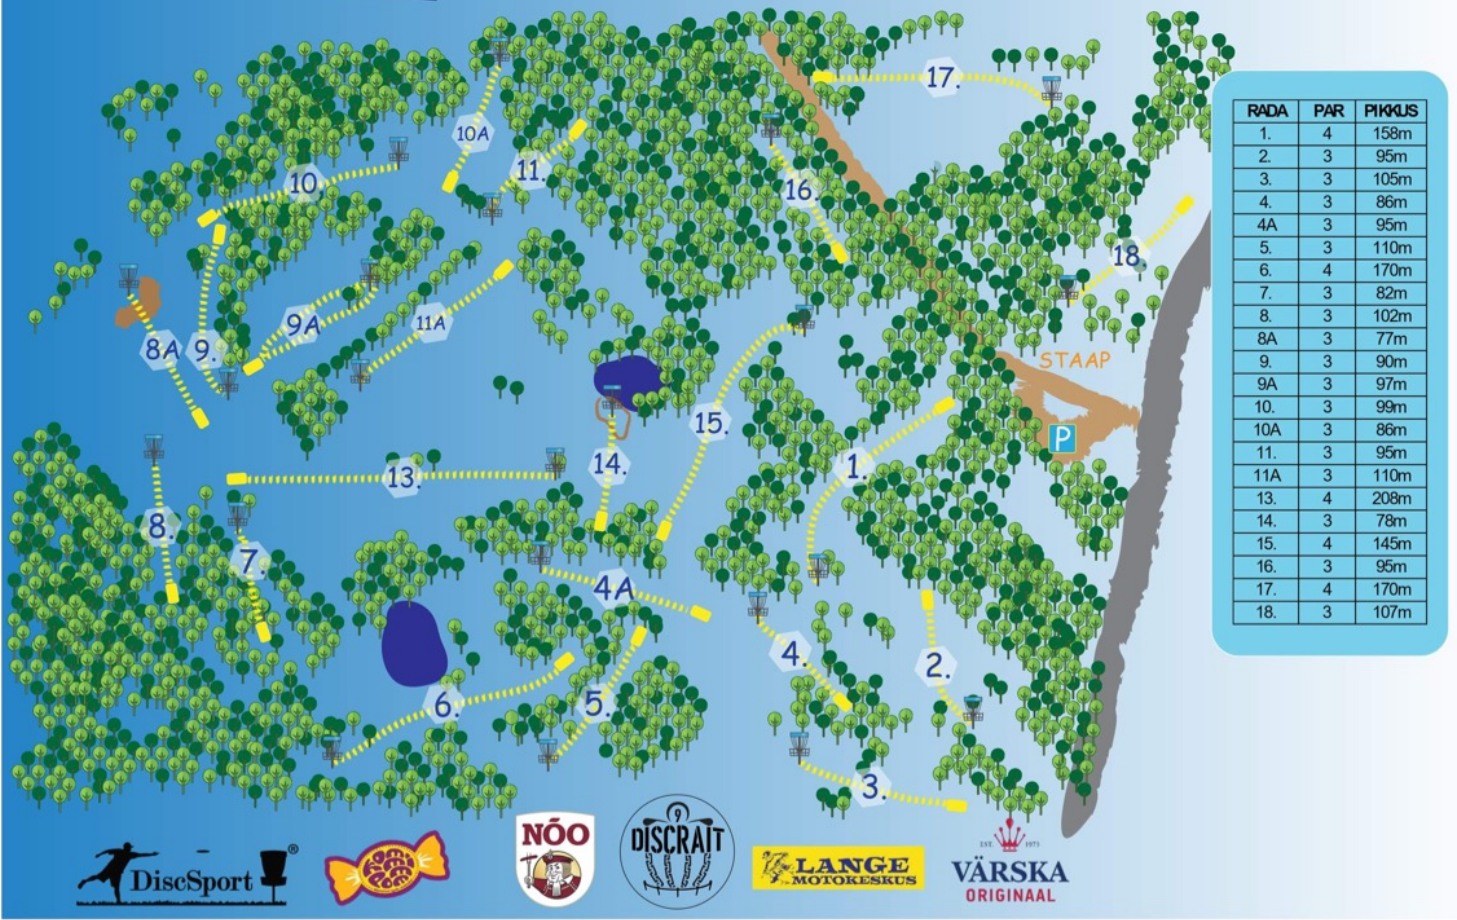 17.
10A
11.
10.
16.
18.
9A
11A
8A
9.
STAAP
P
15.
1.
14.
13.
8.
7.
4A
4.
2.
6.
5.
3.
RADA PAR PIKKUS
1. 4 158m
2. 3 95m
3. 3 105m
4. 3 86m
4A 3 95m
5. 3 110m
6. 4 170m
7. 3 82m
8. 3 102m
8A 3 77m
9. 3 90m
9A 3 97m
10. 3 99m
10A 3 86m
11. 3 95m
11A 3 110m
13. 4 208m
14. 3 78m
15. 4 145m
16. 3 95m
17. 4 170m
18. 3 107m
DiscSport®
NÕO
9
DISCRAIT
LANGE
MOTOKESKUS
EST. 1973
VÄRSKA
ORIGINAAL